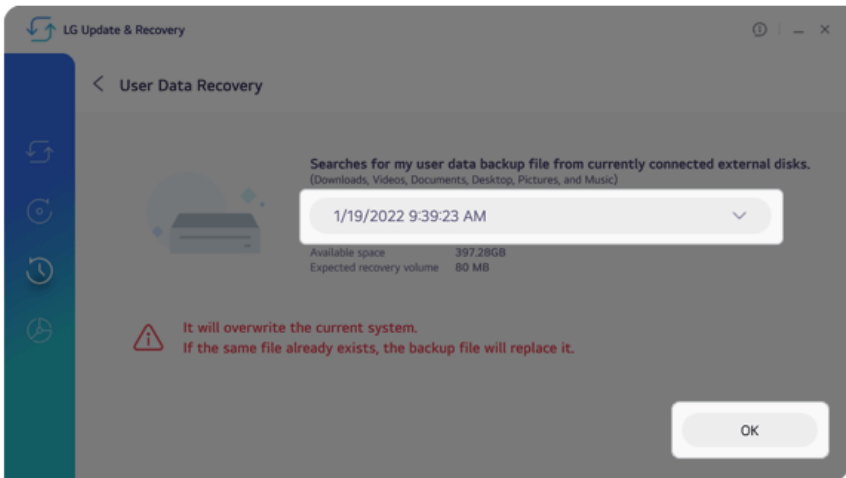 LG Update & Recovery
User Data Recovery
Searches for my user data backup file from currently connected external disks.
(Downloads, Videos, Documents, Desktop, Pictures, and Music)
1/19/2022 9:39:23 AM
Available space 397.28GB
Expected recovery volume 80 MB
It will overwrite the current system.
If the same file already exists, the backup file will replace it.
OK